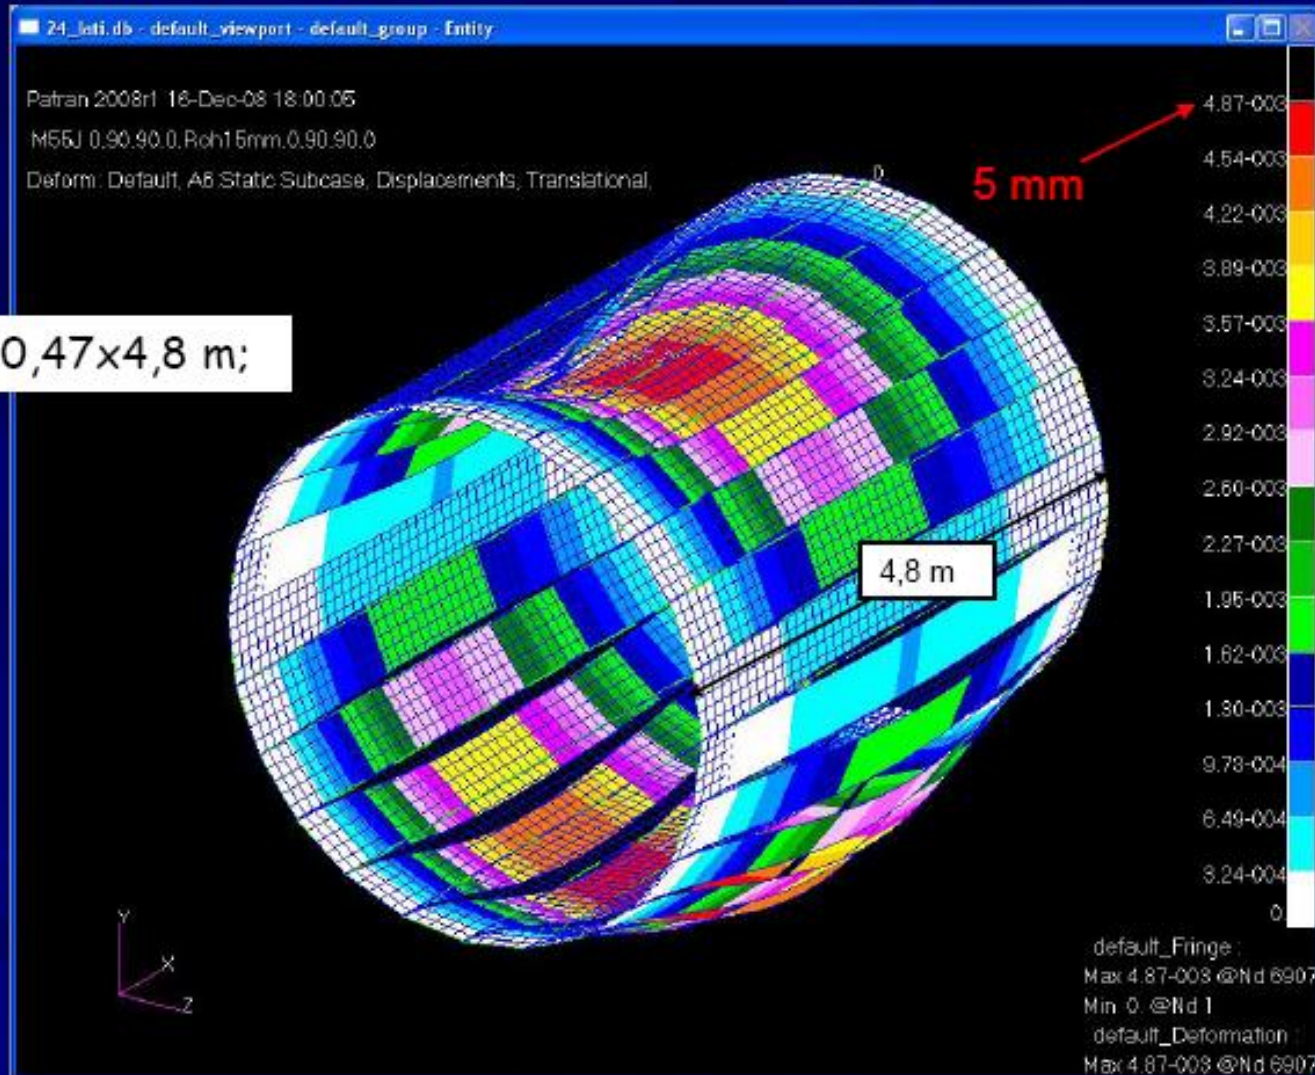 24_lati.db - default_viewport - default_group - Entity
Patran 2008r1 16-Dec-08 18:00:05
M55J 0.90.90.0.Roh15mm.0.90.90.0
Deform: Default, A6:Static Subcase, Displacements, Translational,
0
5 mm
4.87-003
4.54-003
4.22-003
3.89-003
3.57-003
3.24-003
2.92-003
2.60-003
2.27-003
1.95-003
1.62-003
1.30-003
9.73-004
6.49-004
3.24-004
0.
0,47x4,8 m;
4,8 m
Y
X
Z
default_Fringe :
Max 4.87-003 @Nd 6907
Min 0. @Nd 1
default_Deformation :
Max 4.87-003 @Nd 6907